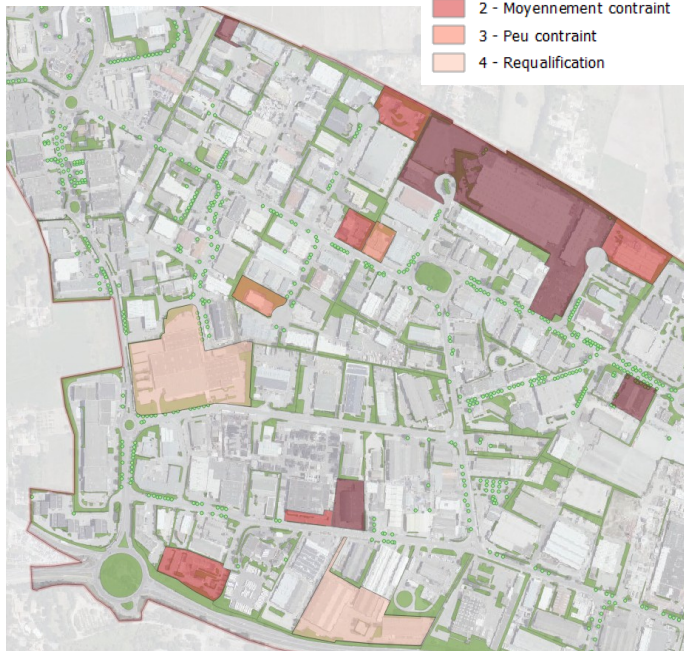 2 - Moyennement contraint
3 - Peu contraint
4 - Requalification